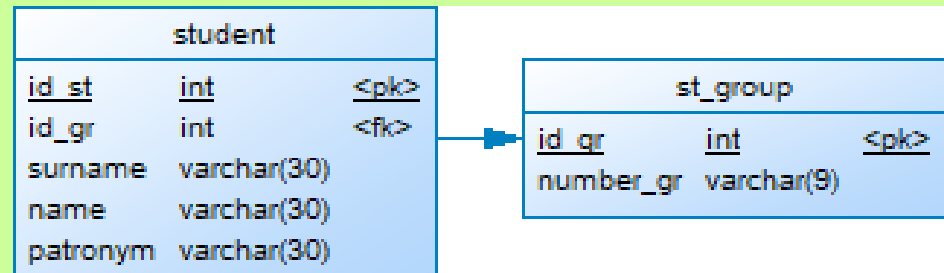 student
id_st int <pk>
id_gr int <fk>
surname varchar(30)
name varchar(30)
patronym varchar(30)
st_group
id_gr int <pk>
number_gr varchar(9)